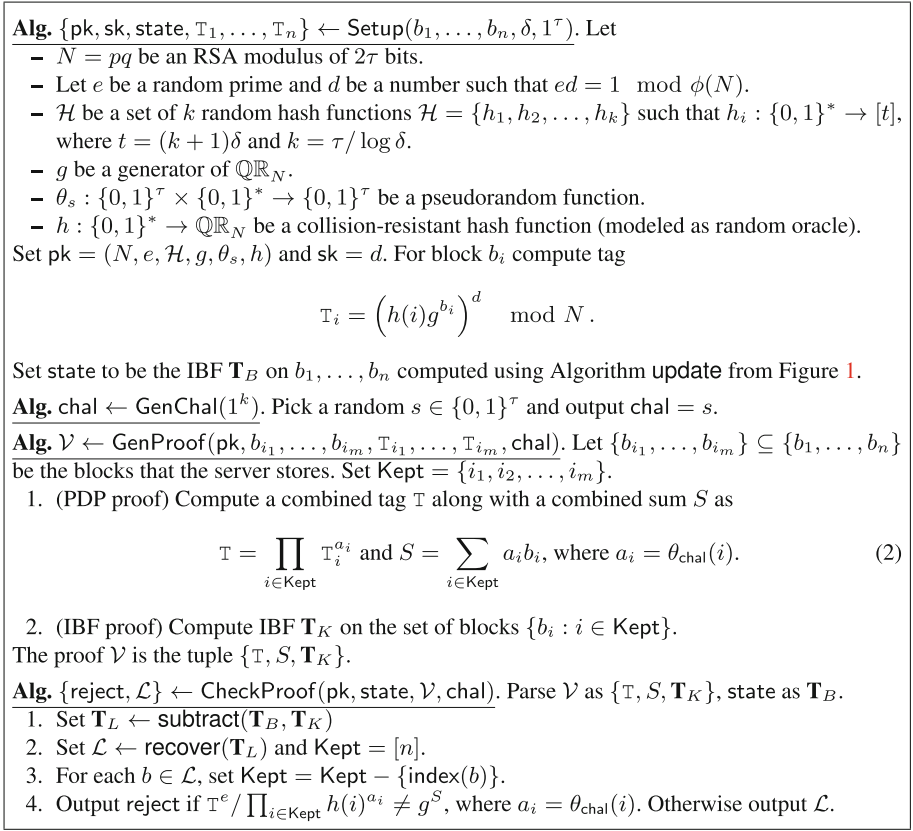 Alg. {pk, sk, state, T₁, . . . , Tₙ} ← Setup(b₁, . . . , bₙ, δ, 1^τ). Let
– N = pq be an RSA modulus of 2τ bits.
– Let e be a random prime and d be a number such that ed = 1 mod φ(N).
– ℋ be a set of k random hash functions ℋ = {h₁, h₂, . . . , hₖ} such that hᵢ : {0, 1}* → [t],
where t = (k + 1)δ and k = τ/ log δ.
– g be a generator of ℚℝ_N.
– θₛ : {0, 1}^τ × {0, 1}* → {0, 1}^τ be a pseudorandom function.
– h : {0, 1}* → ℚℝ_N be a collision-resistant hash function (modeled as random oracle).
Set pk = (N, e, ℋ, g, θₛ, h) and sk = d. For block bᵢ compute tag
Tᵢ = (h(i)g^{bᵢ})^d mod N .
Set state to be the IBF T_B on b₁, . . . , bₙ computed using Algorithm update from Figure 1.
Alg. chal ← GenChal(1^k). Pick a random s ∈ {0, 1}^τ and output chal = s.
Alg. 𝒱 ← GenProof(pk, b_{i₁}, . . . , b_{iₘ}, T_{i₁}, . . . , T_{iₘ}, chal). Let {b_{i₁}, . . . , b_{iₘ}} ⊆ {b₁, . . . , bₙ}
be the blocks that the server stores. Set Kept = {i₁, i₂, . . . , iₘ}.
1. (PDP proof) Compute a combined tag T along with a combined sum S as
T = ∏_{i∈Kept} Tᵢ^{aᵢ} and S = ∑_{i∈Kept} aᵢbᵢ, where aᵢ = θ_chal(i). (2)
2. (IBF proof) Compute IBF T_K on the set of blocks {bᵢ : i ∈ Kept}.
The proof 𝒱 is the tuple {T, S, T_K}.
Alg. {reject, ℒ} ← CheckProof(pk, state, 𝒱, chal). Parse 𝒱 as {T, S, T_K}, state as T_B.
1. Set T_L ← subtract(T_B, T_K)
2. Set ℒ ← recover(T_L) and Kept = [n].
3. For each b ∈ ℒ, set Kept = Kept − {index(b)}.
4. Output reject if T^e/ ∏_{i∈Kept} h(i)^{aᵢ} ≠ g^S, where aᵢ = θ_chal(i). Otherwise output ℒ.